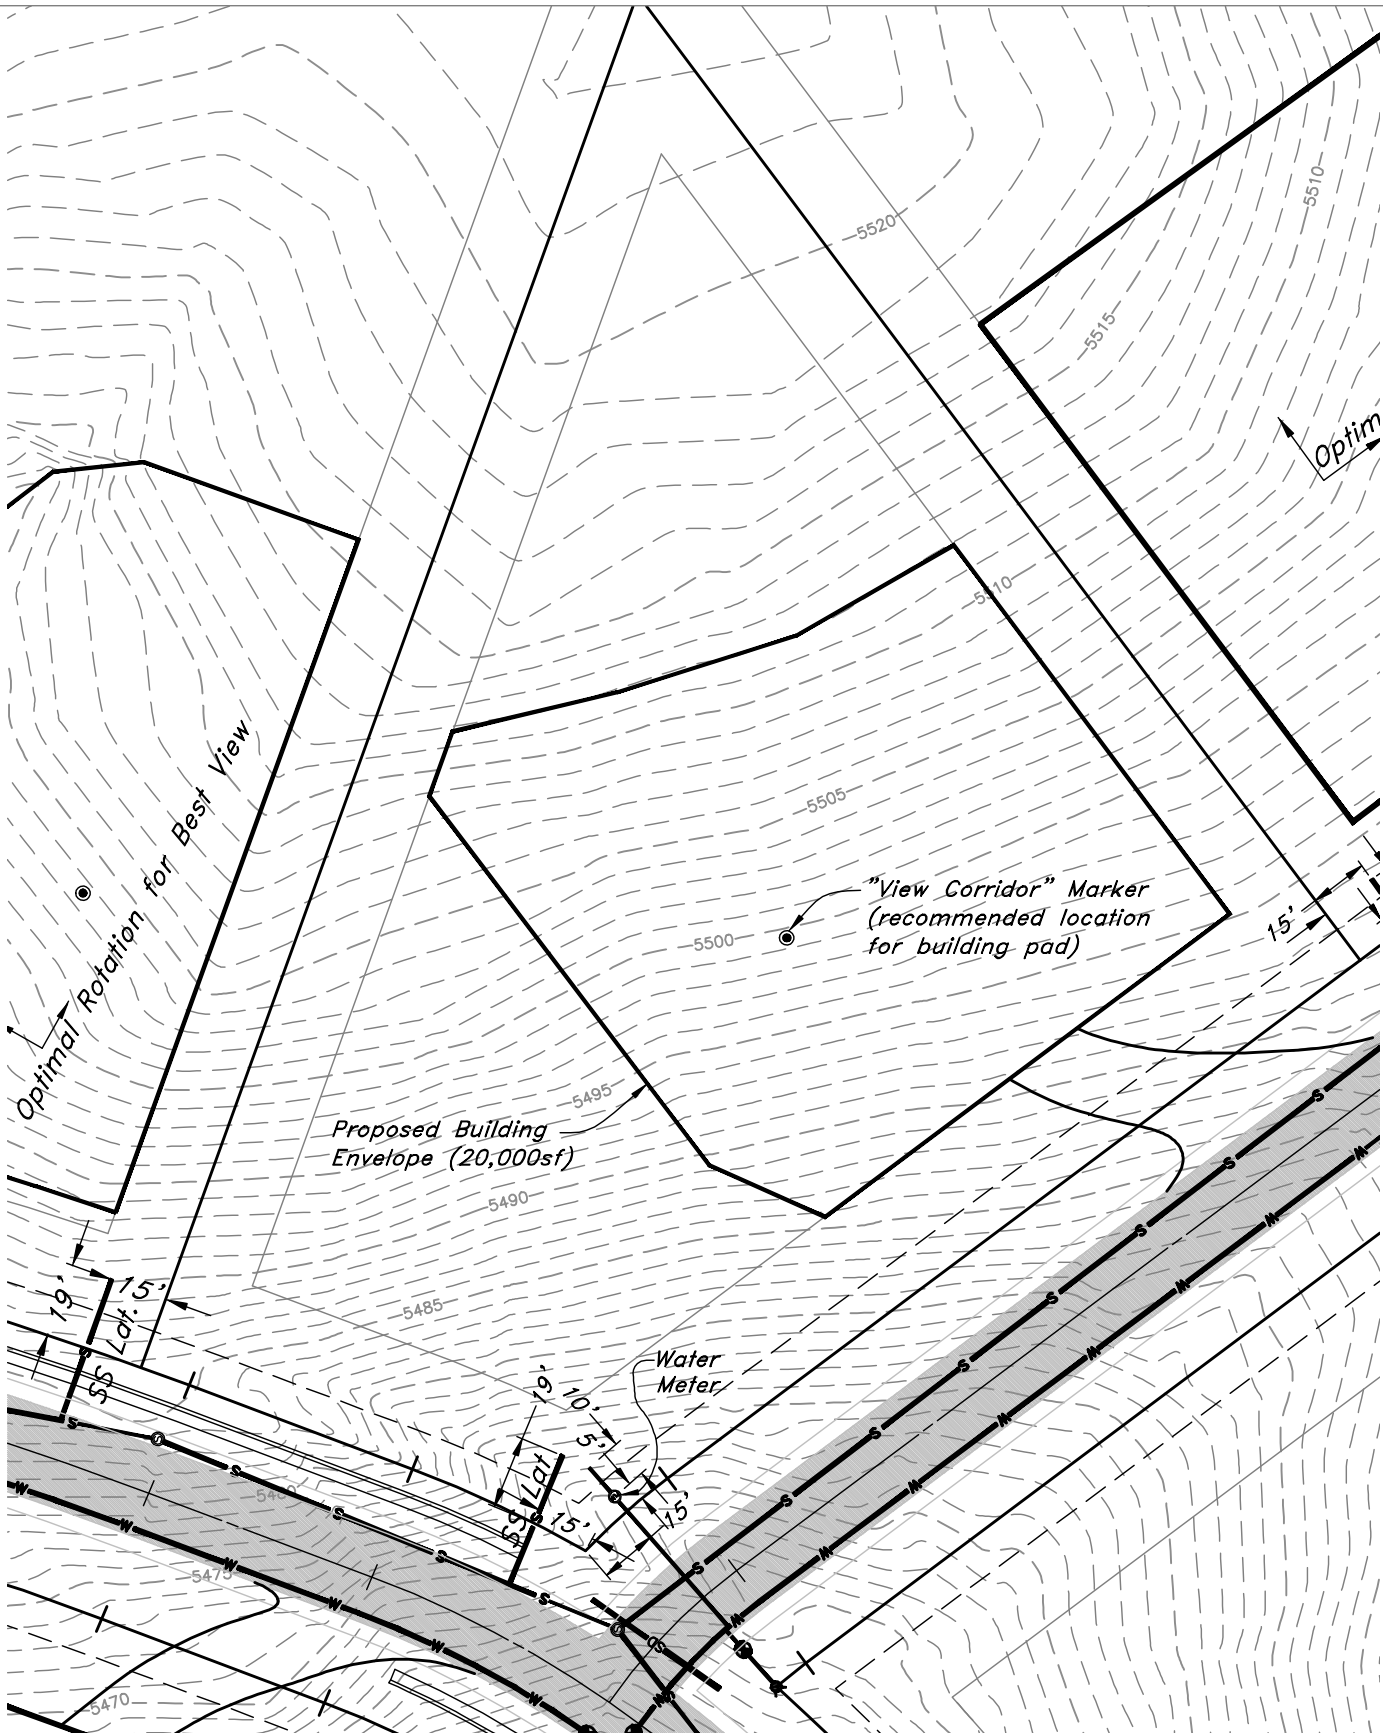 5510
5520
5515
Optim
5510
Optimal Rotation for Best View
5505
"View Corridor" Marker
(recommended location
for building pad)
15'
5500
5495
Proposed Building
Envelope (20,000sf)
5490
S
S
W
W
S
W
19'
15'
SS Lat.
5485
S
W
S
W
Water
Meter
19'
10'
5'
S
W
SS Lat
15'
15'
S
S
S
W
5480
S
S
S
W
S
W
W
5475
W
S
W
W
W
SD
5470
W